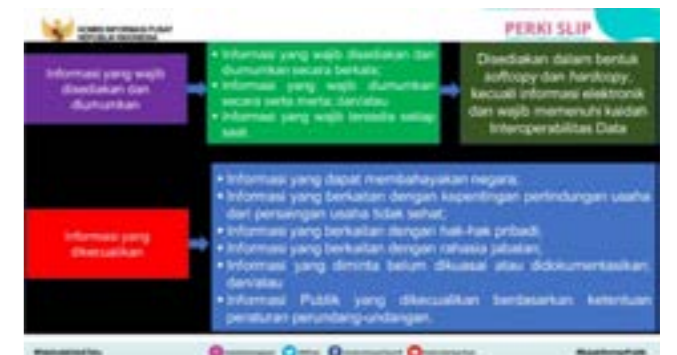 KOMISI INFORMASI PUSAT
REPUBLIK INDONESIA
PERKI SLIP
Informasi yang wajib
disediakan dan
diumumkan
• Informasi yang wajib disediakan dan
diumumkan secara berkala;
• Informasi yang wajib diumumkan
secara serta merta; dan/atau
• Informasi yang wajib tersedia setiap
saat
Disediakan dalam bentuk
softcopy dan hardcopy,
kecuali informasi elektronik
dan wajib memenuhi kaidah
Interoperabilitas Data
Informasi yang
dikecualikan
• Informasi yang dapat membahayakan negara;
• Informasi yang berkaitan dengan kepentingan perlindungan usaha
dari persaingan usaha tidak sehat;
• Informasi yang berkaitan dengan hak-hak pribadi;
• Informasi yang berkaitan dengan rahasia jabatan;
• Informasi yang diminta belum dikuasai atau didokumentasikan;
dan/atau
• Informasi Publik yang dikecualikan berdasarkan ketentuan
peraturan perundang-undangan.